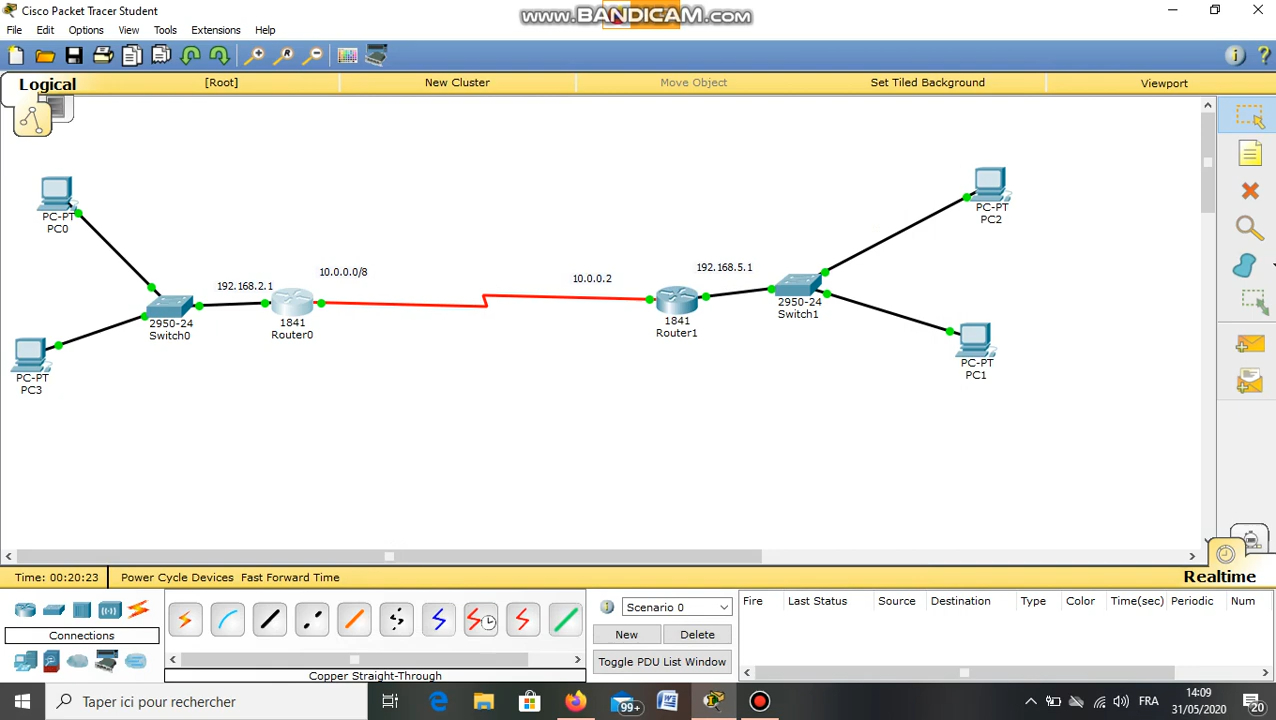 Cisco Packet Tracer Student
www.BANDICAM.com
File Edit Options View Tools Extensions Help
Logical
[Root]
New Cluster
Move Object
Set Tiled Background
Viewport
PC-PT
PC0
PC-PT
PC3
2950-24
Switch0
192.168.2.1
10.0.0.0/8
1841
Router0
10.0.0.2
192.168.5.1
1841
Router1
2950-24
Switch1
PC-PT
PC2
PC-PT
PC1
Time: 00:20:23
Power Cycle Devices Fast Forward Time
Realtime
Connections
Copper Straight-Through
Scenario 0
New
Delete
Toggle PDU List Window
Fire Last Status Source Destination Type Color Time(sec) Periodic Num
Taper ici pour rechercher
99+
FRA
14:09
31/05/2020
20